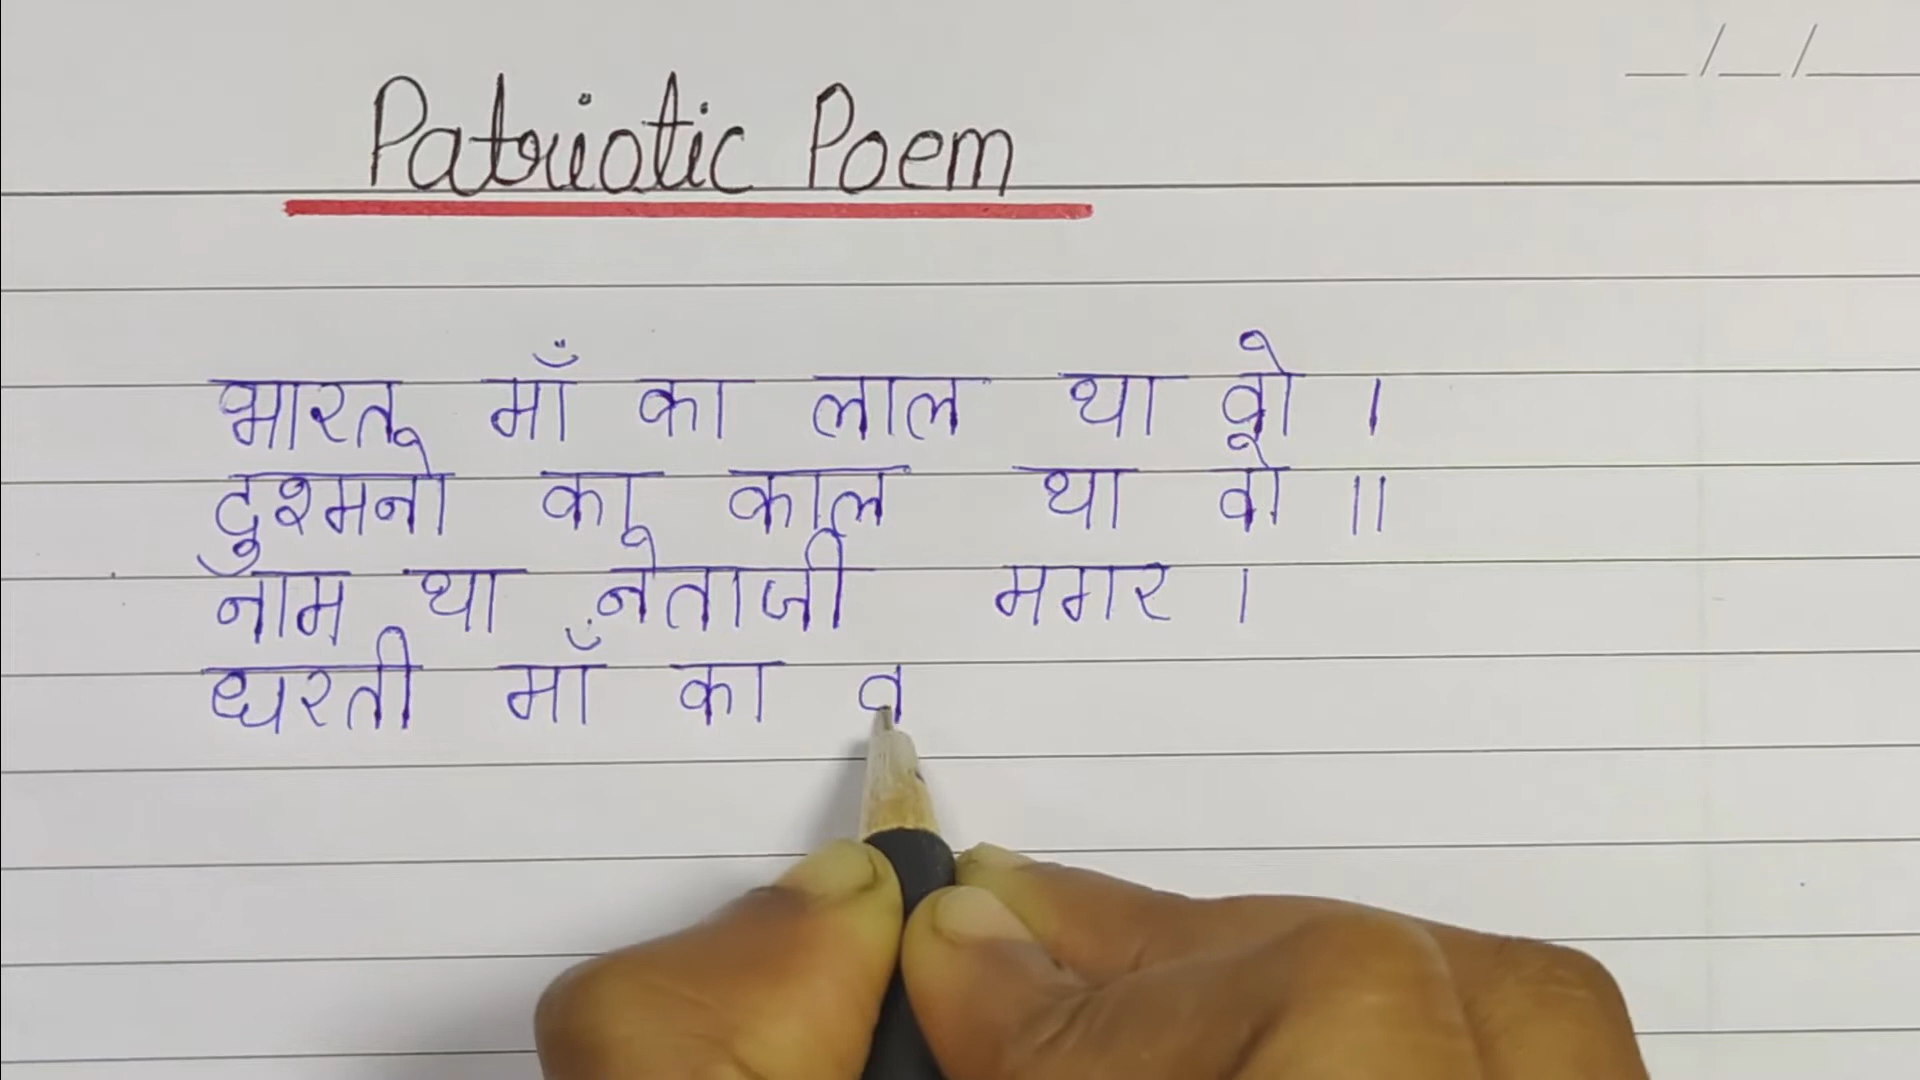 Patriotic Poem
भारत माँ का लाल था वो ।
दुश्मनो का काल था वो ॥
नाम था नेताजी मगर ।
धरती माँ का व